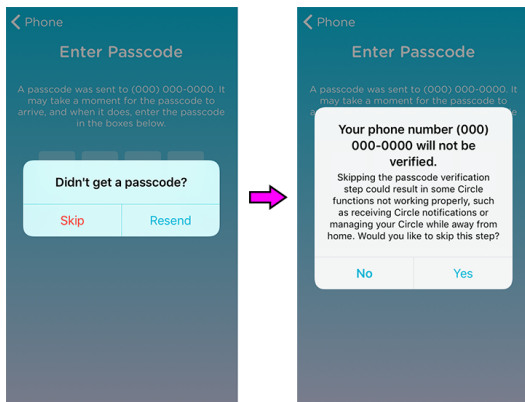 Phone
Enter Passcode
A passcode was sent to (000) 000-0000. It
may take a moment for the passcode to
arrive, and when it does, enter the passcode
in the boxes below.
Didn't get a passcode?
Skip
Resend
Phone
Enter Passcode
A passcode was sent to (000) 000-0000. It
may take a moment for the passcode to
Your phone number (000)
000-0000 will not be
verified.
Skipping the passcode verification
step could result in some Circle
functions not working properly, such
as receiving Circle notifications or
managing your Circle while away from
home. Would you like to skip this step?
No
Yes